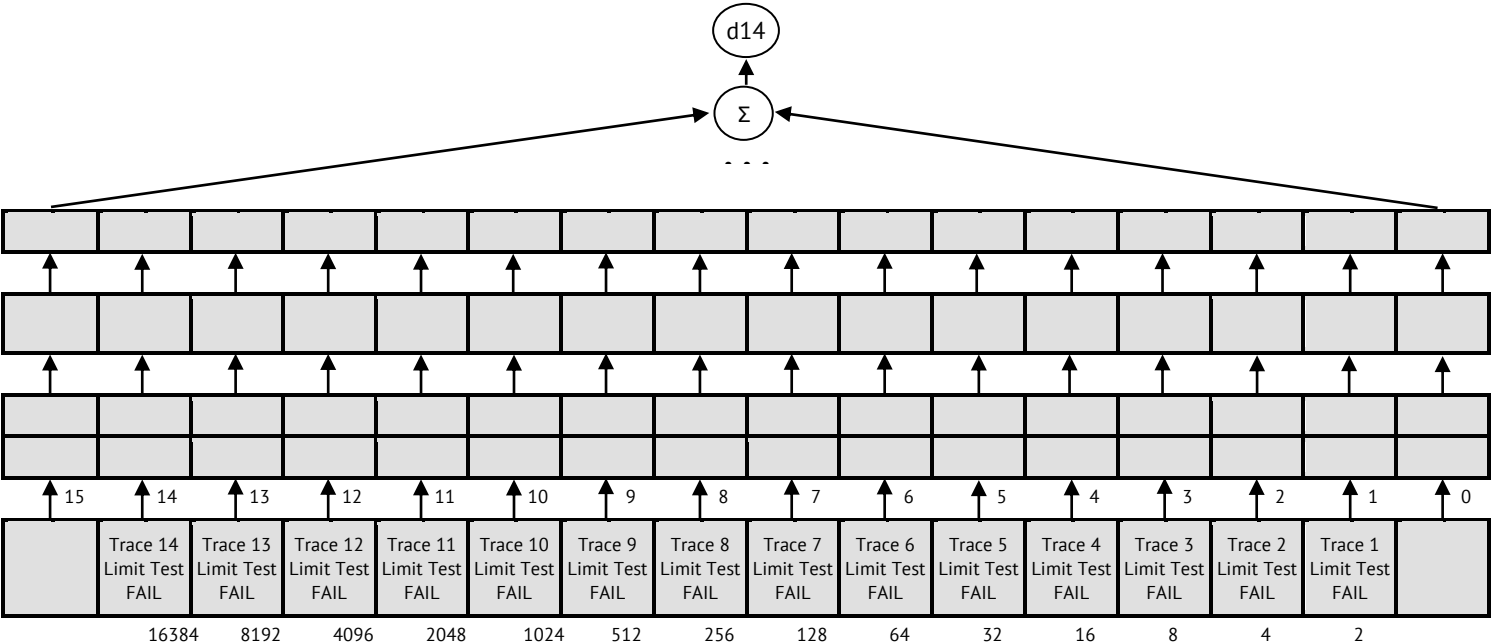 d14
Σ
. . .
15 14 13 12 11 10 9 8 7 6 5 4 3 2 1 0
Trace 14 Trace 13 Trace 12 Trace 11 Trace 10 Trace 9 Trace 8 Trace 7 Trace 6 Trace 5 Trace 4 Trace 3 Trace 2 Trace 1
Limit Test Limit Test Limit Test Limit Test Limit Test Limit Test Limit Test Limit Test Limit Test Limit Test Limit Test Limit Test Limit Test Limit Test
FAIL FAIL FAIL FAIL FAIL FAIL FAIL FAIL FAIL FAIL FAIL FAIL FAIL FAIL
16384 8192 4096 2048 1024 512 256 128 64 32 16 8 4 2